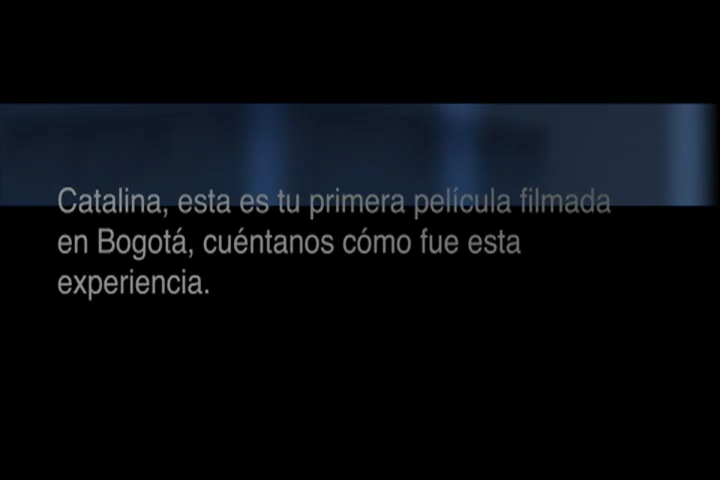 Catalina, esta es tu primera película filmada
en Bogotá, cuéntanos cómo fue esta
experiencia.